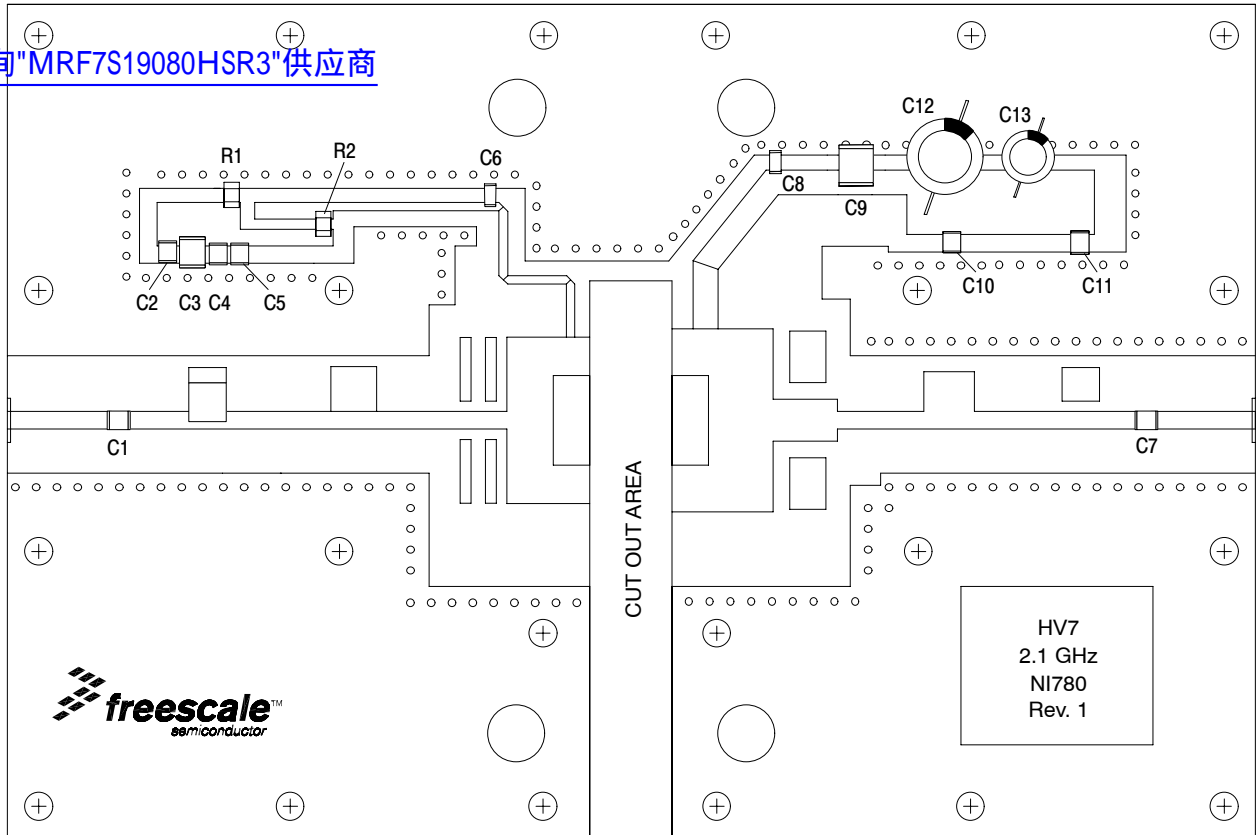 "MRF7S19080HSR3"供应商
C12
C13
R1
R2
C6
C8
C9
C2
C3
C4
C5
C10
C11
C1
C7
CUT OUT AREA
HV7
2.1 GHz
NI780
Rev. 1
freescale™
semiconductor